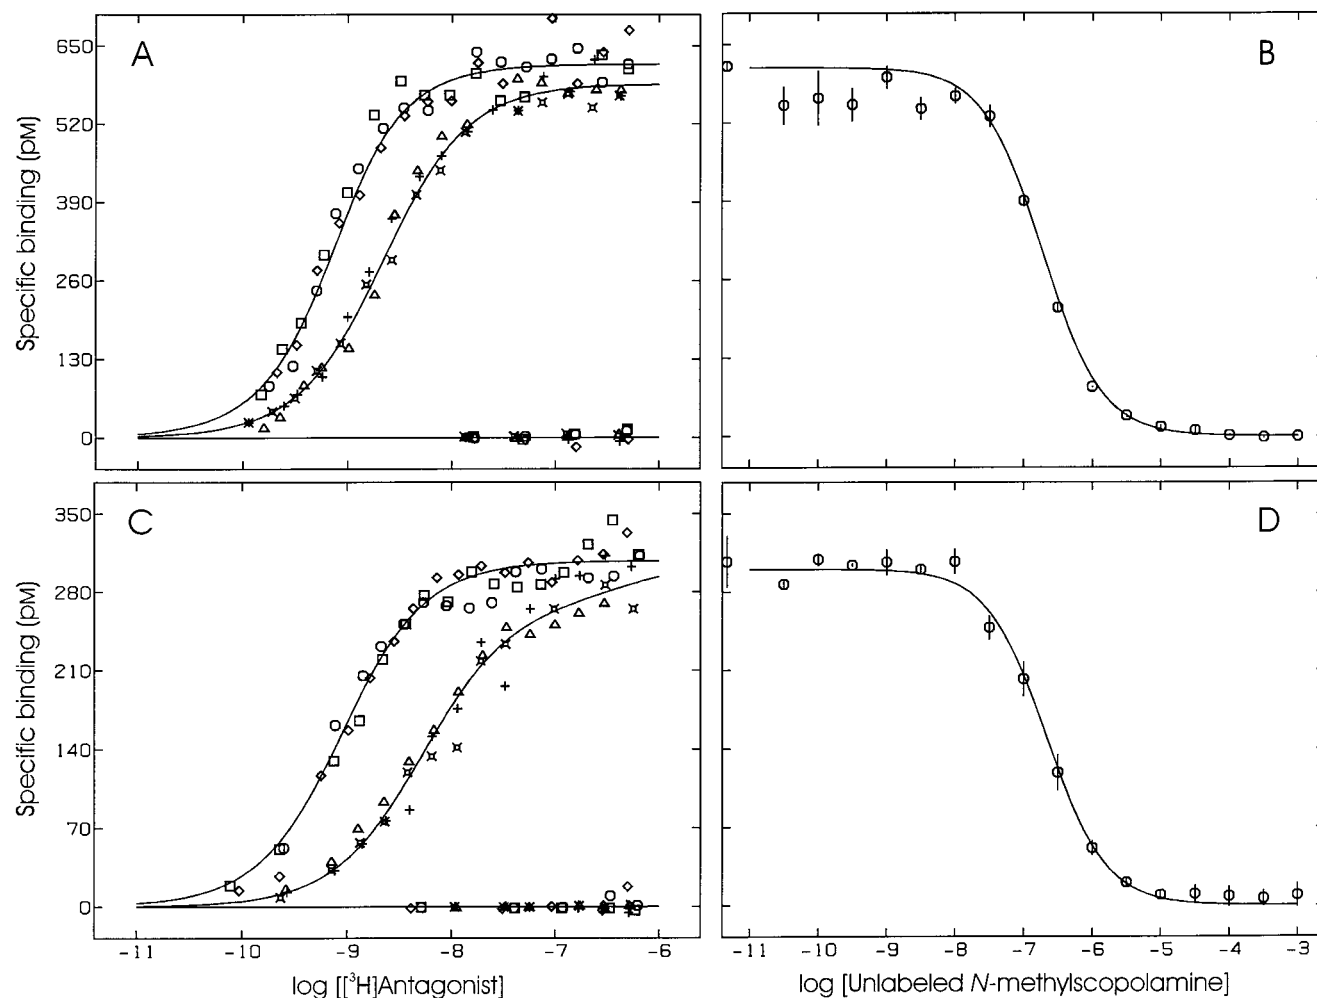 A
B
Specific binding (pM)
650
520
390
260
130
0
C
D
Specific binding (pM)
350
280
210
140
70
0
-11 -10 -9 -8 -7 -6
-11 -10 -9 -8 -7 -6 -5 -4 -3
log [[³H]Antagonist]
log [Unlabeled N-methylscopolamine]